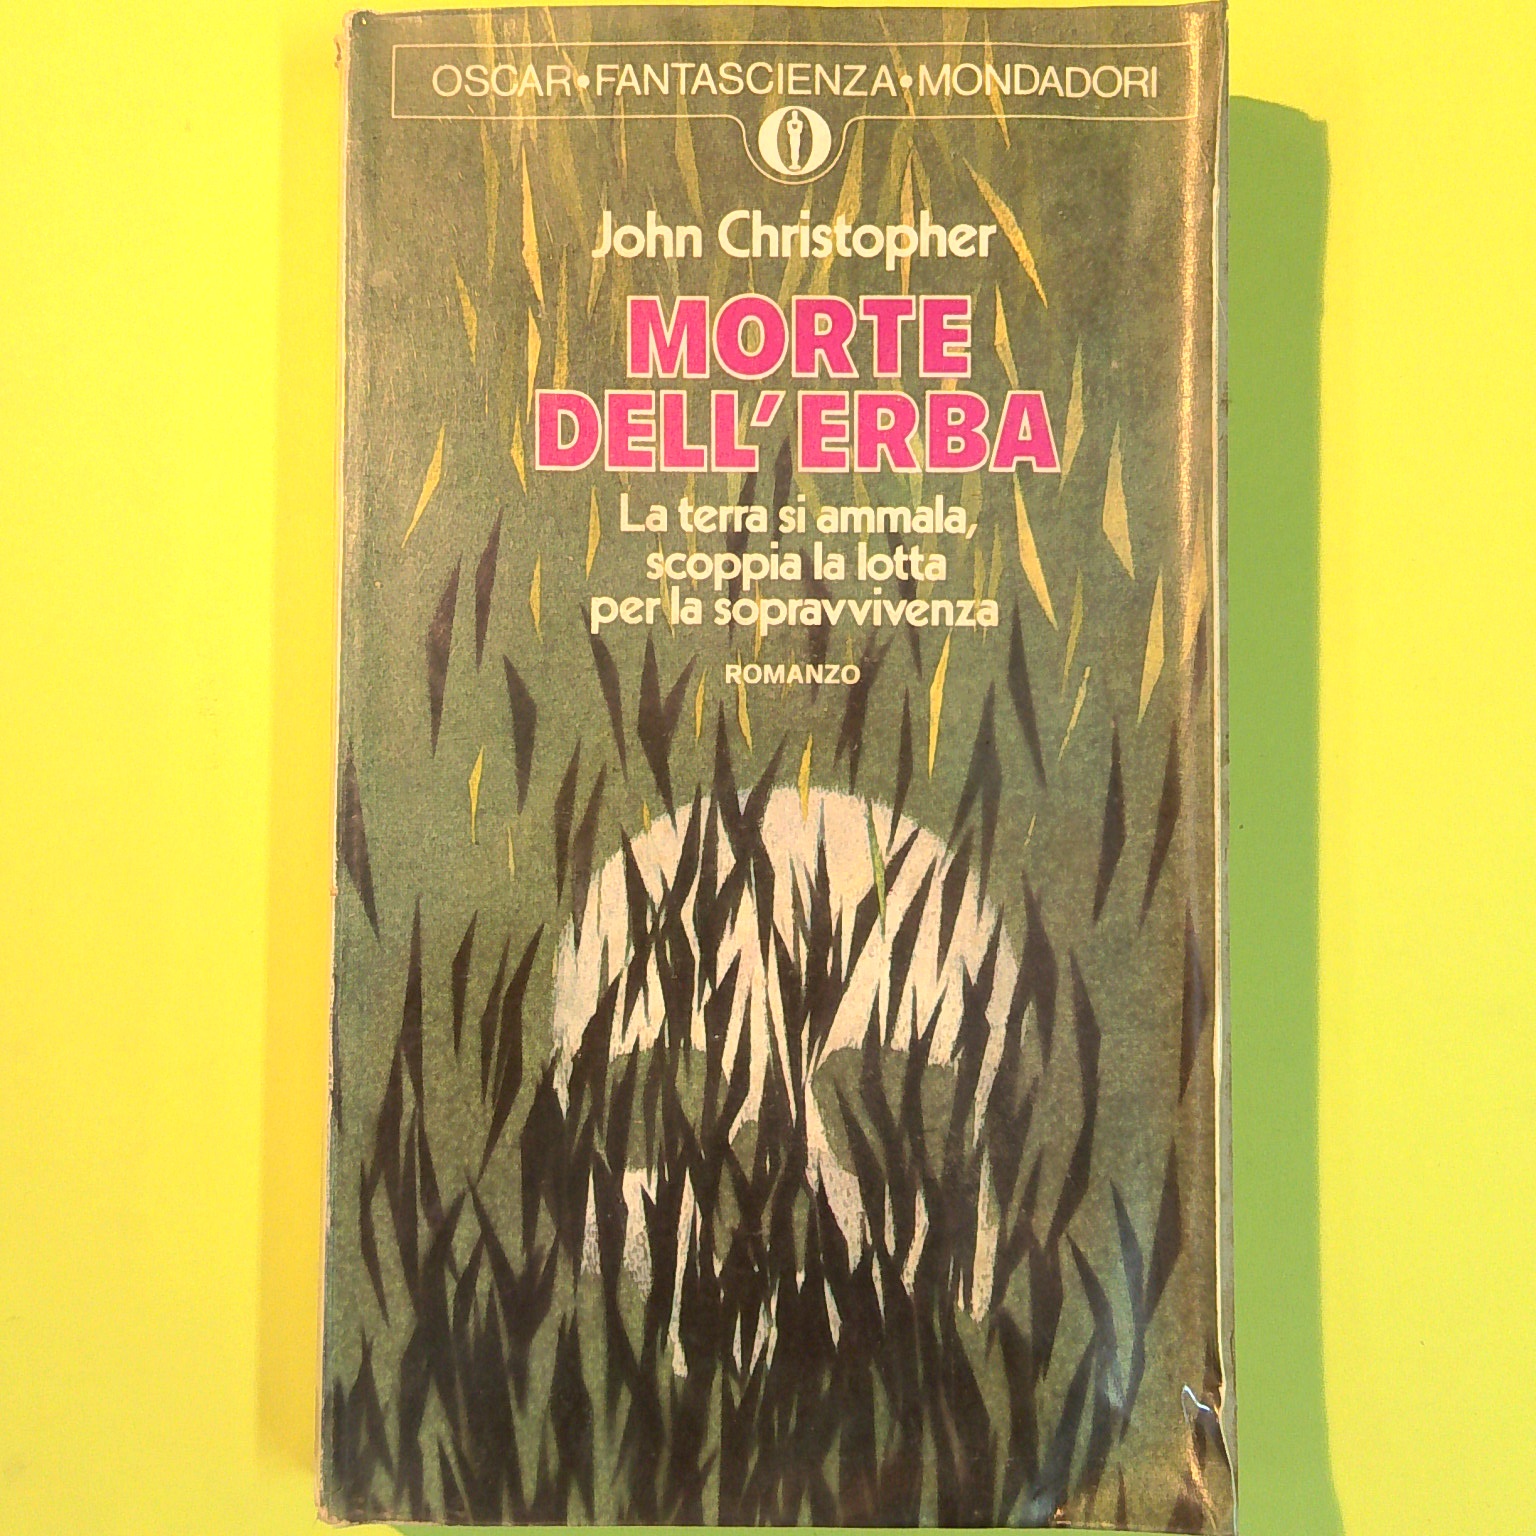 OSCAR•FANTASCIENZA•MONDADORI
John Christopher
MORTE
DELL'ERBA
La terra si ammala,
scoppia la lotta
per la sopravvivenza
ROMANZO